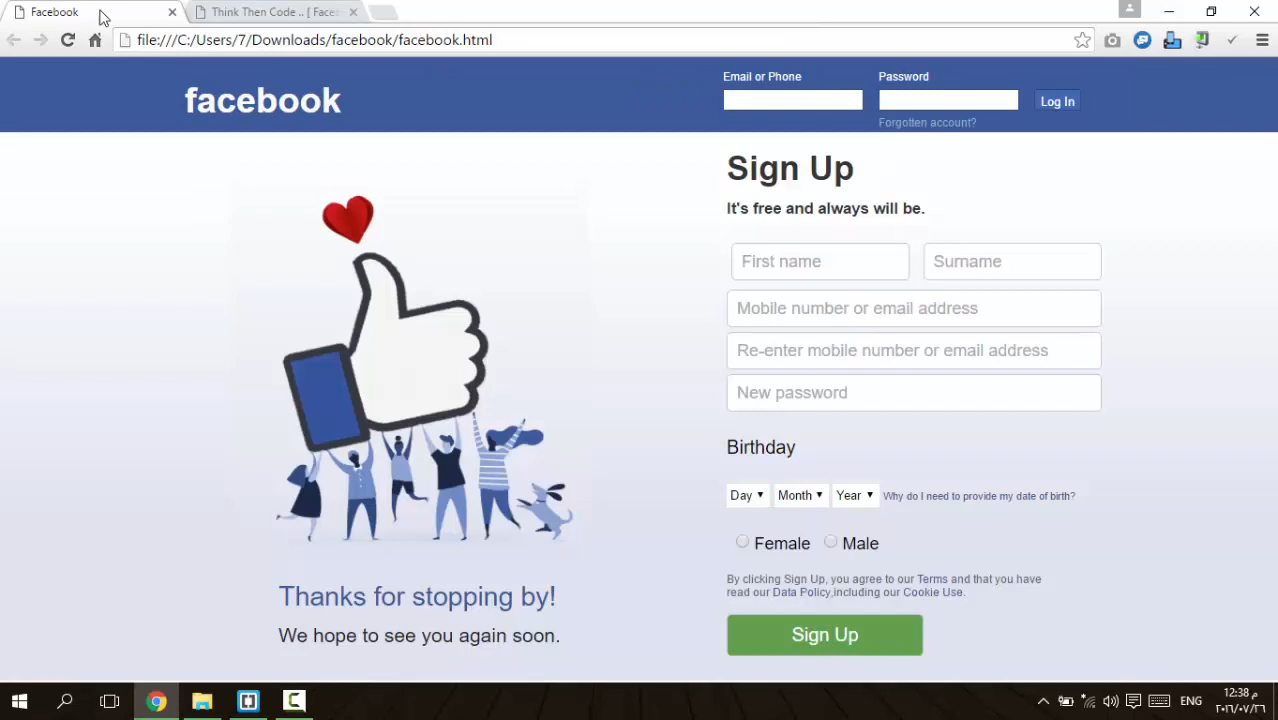 Facebook
Think Then Code .. [ Faceb
file:///C:/Users/7/Downloads/facebook/facebook.html
facebook
Email or Phone
Password
Log In
Forgotten account?
Sign Up
It's free and always will be.
First name
Surname
Mobile number or email address
Re-enter mobile number or email address
New password
Birthday
Day
Month
Year
Why do I need to provide my date of birth?
Female
Male
By clicking Sign Up, you agree to our Terms and that you have
read our Data Policy,including our Cookie Use.
Sign Up
Thanks for stopping by!
We hope to see you again soon.
ENG
12:38 م
٢٠١٦/٠٧/٢٦